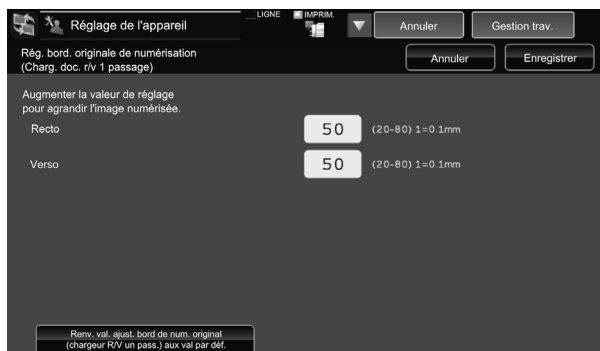 LIGNE
IMPRIM.
Réglage de l'appareil
Annuler
Gestion trav.
Rég. bord. originale de numérisation
(Charg. doc. r/v 1 passage)
Annuler
Enregistrer
Augmenter la valeur de réglage
pour agrandir l'image numérisée.
Recto
50
(20-80) 1=0.1mm
Verso
50
(20-80) 1=0.1mm
Renv. val. ajust. bord de num. original
(chargeur R/V un pass.) aux val par déf.